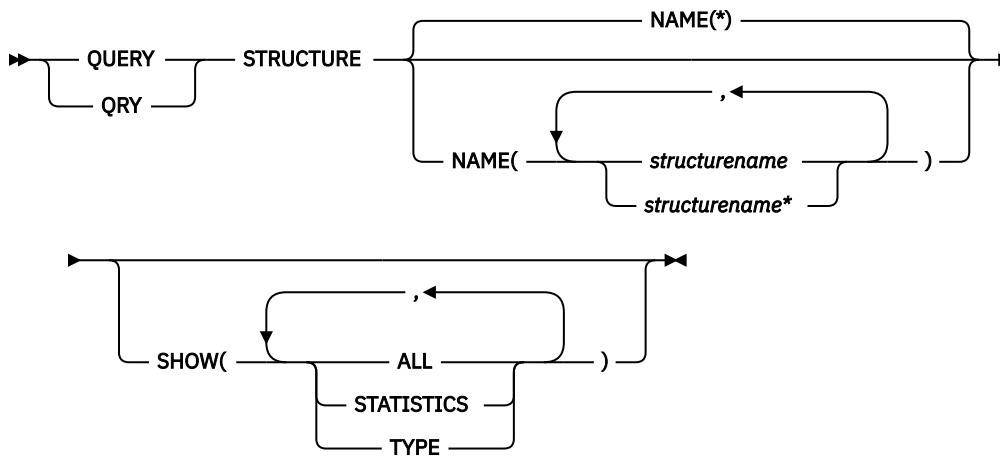 NAME(*)
QUERY STRUCTURE
QRY
,
NAME( structurename )
structurename*
,
SHOW( ALL )
STATISTICS
TYPE